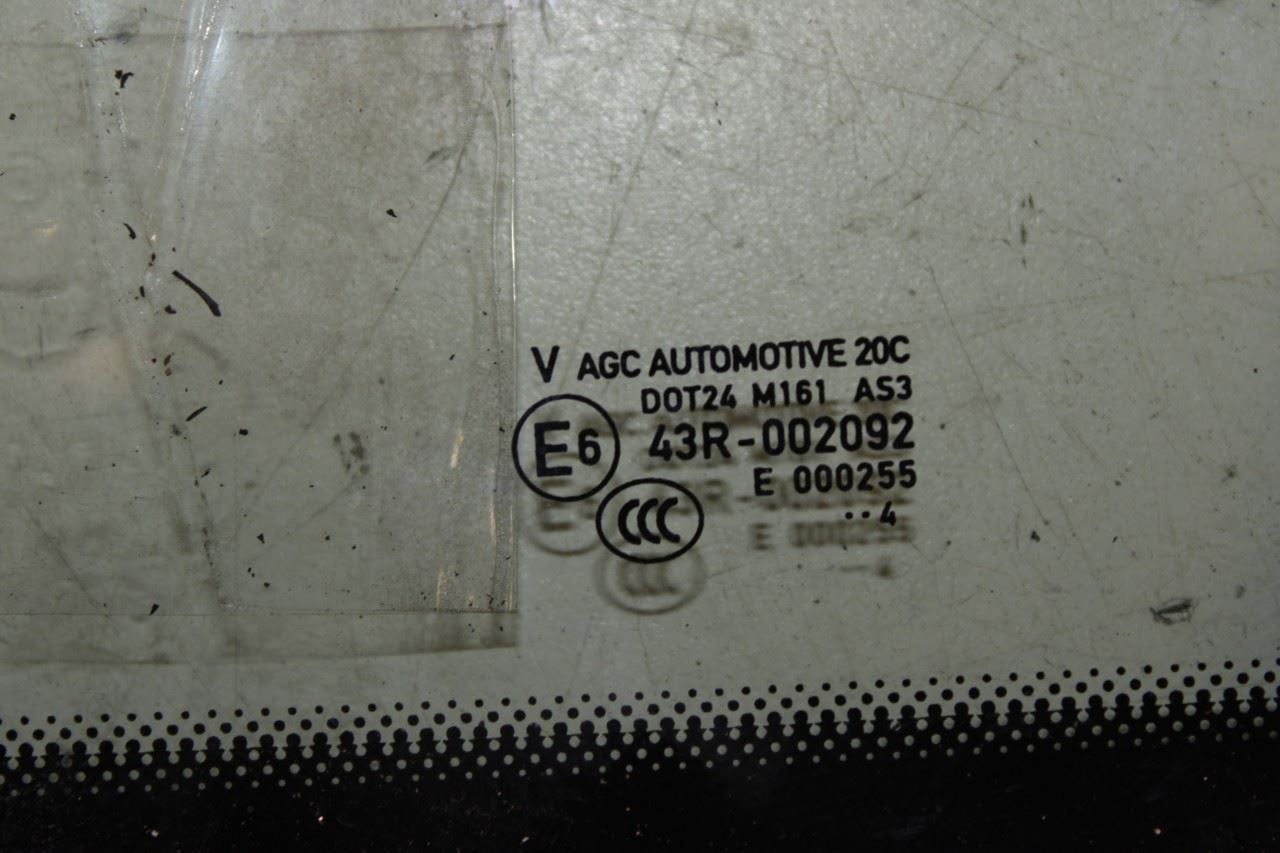 V AGC AUTOMOTIVE 20C
DOT24 M161 AS3
E6 43R-002092
E 000255
CCC ··4